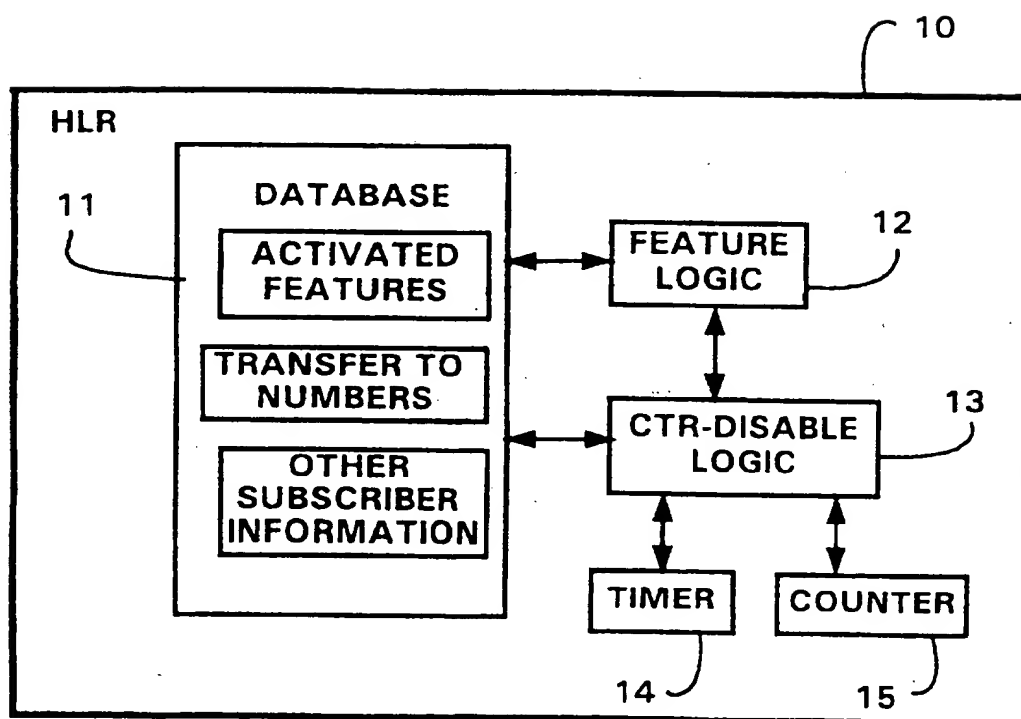 10
HLR
11
DATABASE
ACTIVATED
FEATURES
TRANSFER TO
NUMBERS
OTHER
SUBSCRIBER
INFORMATION
FEATURE
LOGIC
12
CTR-DISABLE
LOGIC
13
TIMER
COUNTER
14
15